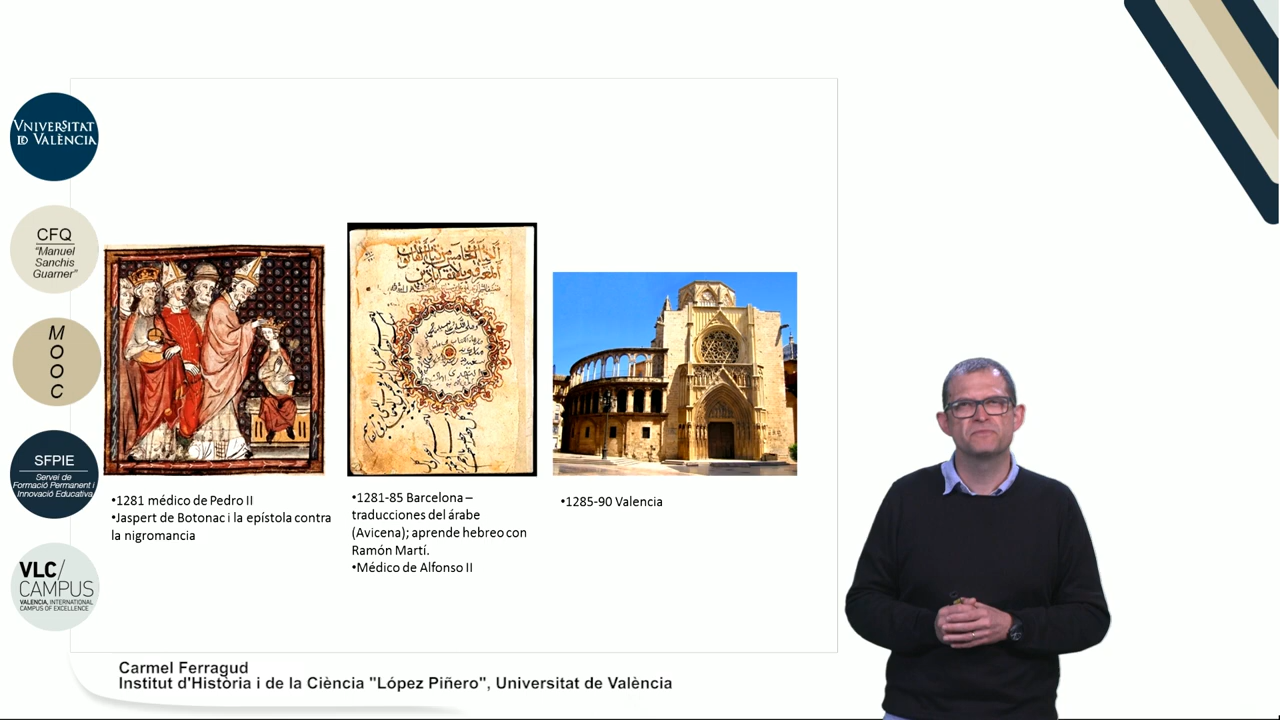 VNIVERSITAT
ID VALÈNCIA
CFQ
"Manuel
Sanchis
Guarner"
M
O
O
C
SFPIE
Servei de
Formació Permanent i
Innovació Educativa
VLC/
CAMPUS
VALENCIA, INTERNATIONAL
CAMPUS OF EXCELLENCE
•1281 médico de Pedro II
•Jaspert de Botonac i la epístola contra
la nigromancia
•1281-85 Barcelona –
traducciones del árabe
(Avicena); aprende hebreo con
Ramón Martí.
•Médico de Alfonso II
•1285-90 Valencia
Carmel Ferragud
Institut d'Història i de la Ciència "López Piñero", Universitat de València